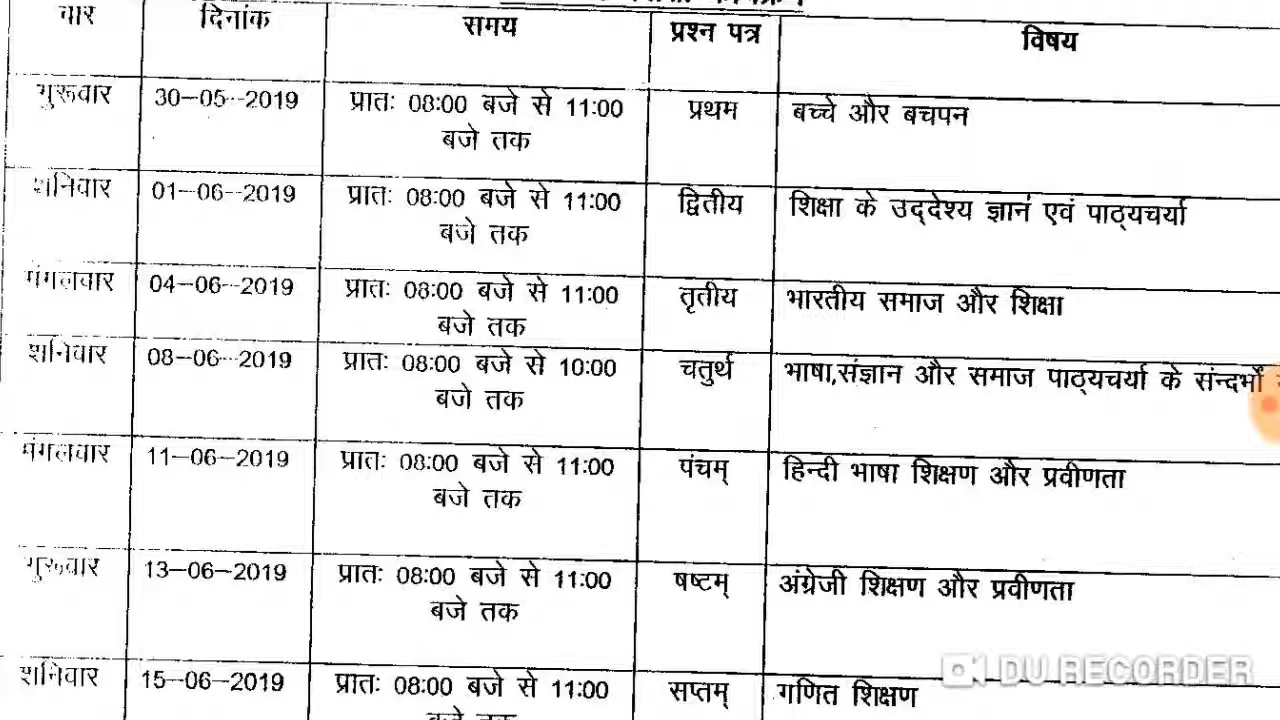 वार दिनांक समय प्रश्न पत्र विषय
गुरूवार 30-05-2019 प्रातः 08:00 बजे से 11:00 प्रथम बच्चे और बचपन
बजे तक
शनिवार 01-06-2019 प्रातः 08:00 बजे से 11:00 द्वितीय शिक्षा के उद्देश्य ज्ञानं एवं पाठ्यचर्या
बजे तक
मंगलवार 04-06-2019 प्रातः 08:00 बजे से 11:00 तृतीय भारतीय समाज और शिक्षा
बजे तक
शनिवार 08-06-2019 प्रातः 08:00 बजे से 10:00 चतुर्थ भाषा,संज्ञान और समाज पाठ्यचर्या के संन्दर्भों
बजे तक
मंगलवार 11-06-2019 प्रातः 08:00 बजे से 11:00 पंचम् हिन्दी भाषा शिक्षण और प्रवीणता
बजे तक
गुरूवार 13-06-2019 प्रातः 08:00 बजे से 11:00 षष्टम् अंग्रेजी शिक्षण और प्रवीणता
बजे तक
शनिवार 15-06-2019 प्रातः 08:00 बजे से 11:00 सप्तम् गणित शिक्षण
बजे तक
DU RECORDER